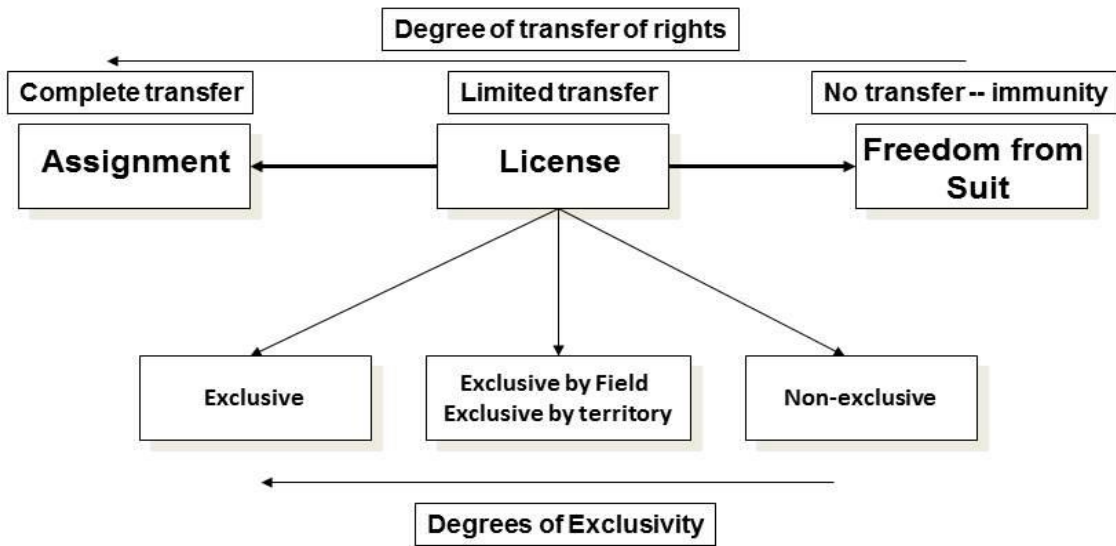 Degree of transfer of rights
Complete transfer
Limited transfer
No transfer -- immunity
Assignment
License
Freedom from
Suit
Exclusive
Exclusive by Field
Exclusive by territory
Non-exclusive
Degrees of Exclusivity